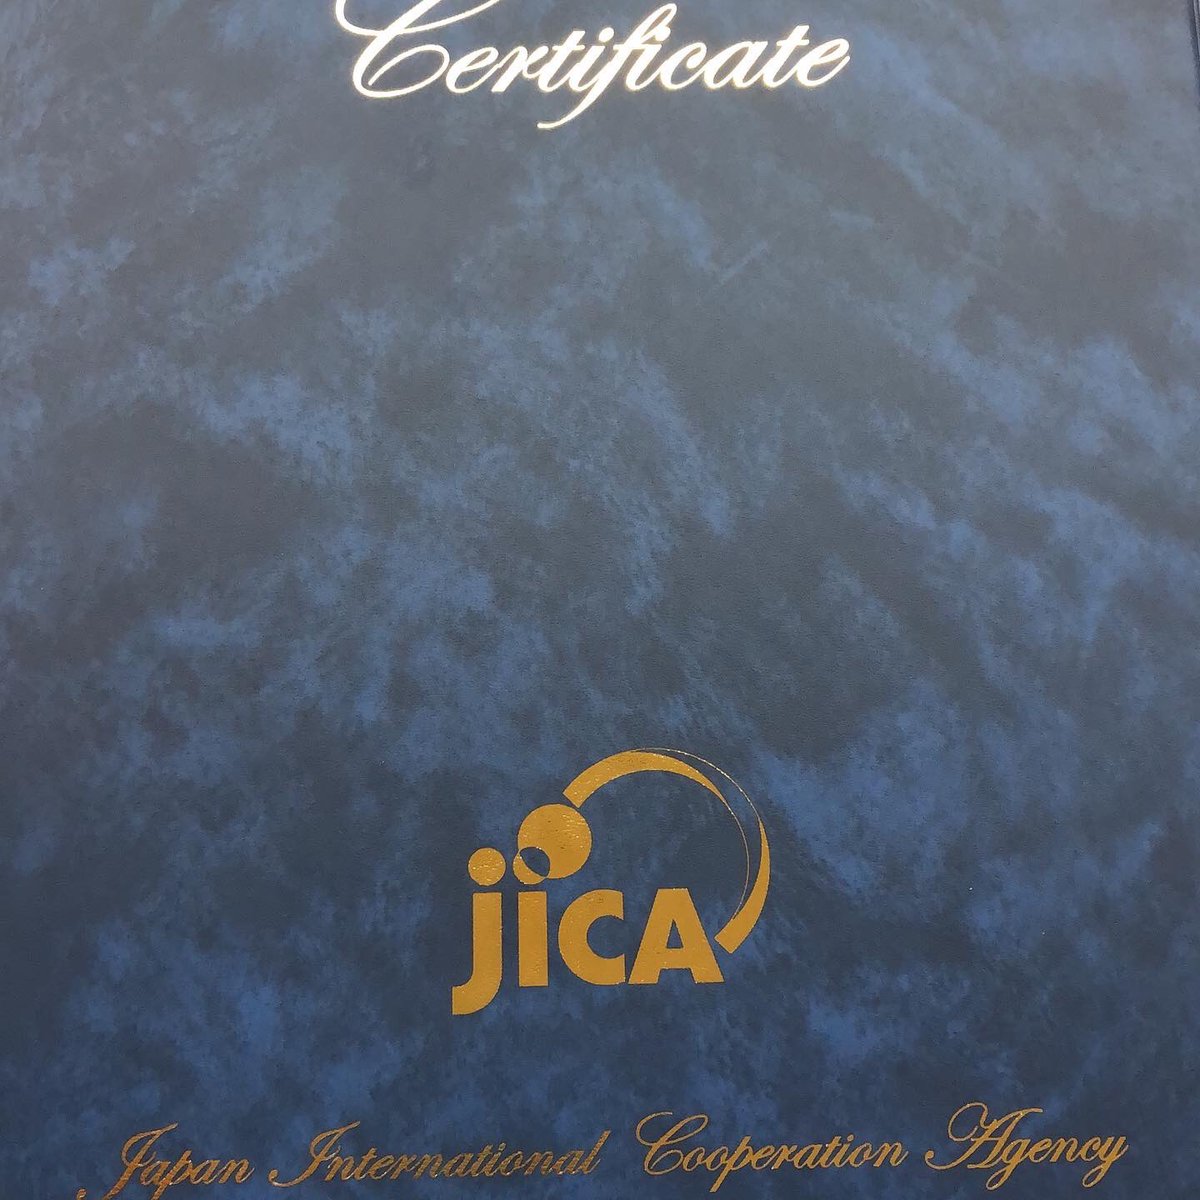 Certificate
jICA
Japan International Cooperation Agency